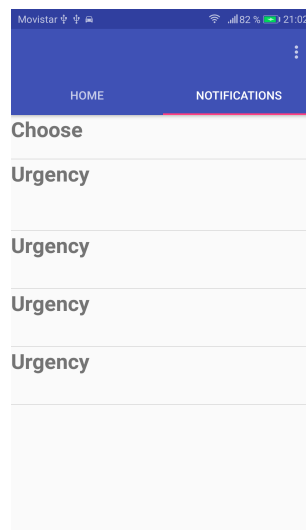 Movistar 82 % 21:02
HOME NOTIFICATIONS
Choose
Urgency
Urgency
Urgency
Urgency